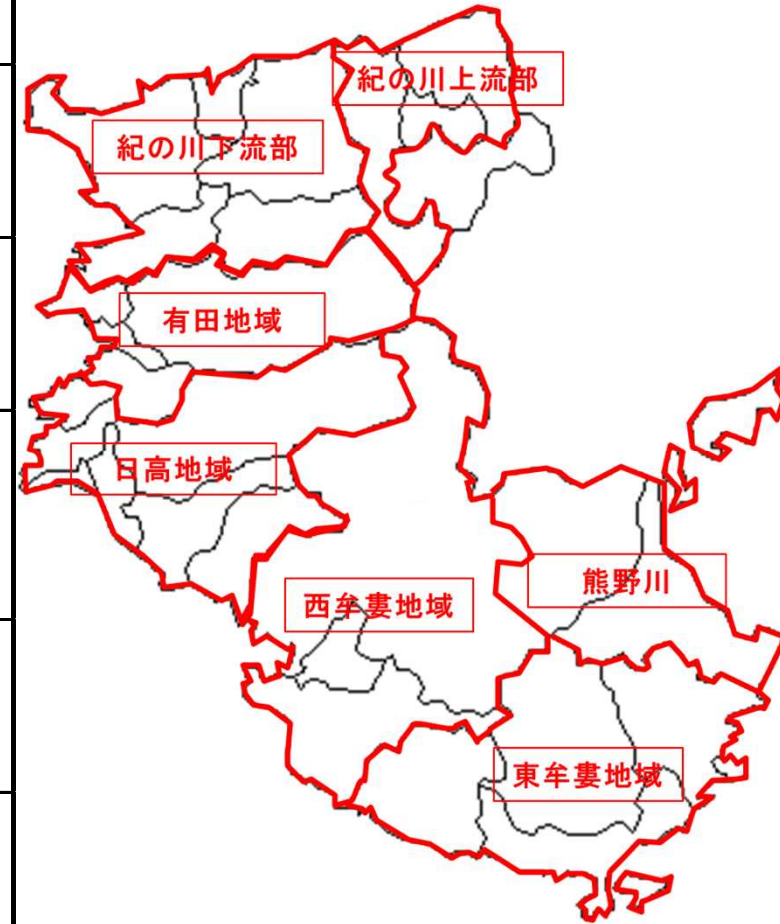 紀の川上流部
紀の川下流部
有田地域
日高地域
西牟婁地域
熊野川
東牟婁地域